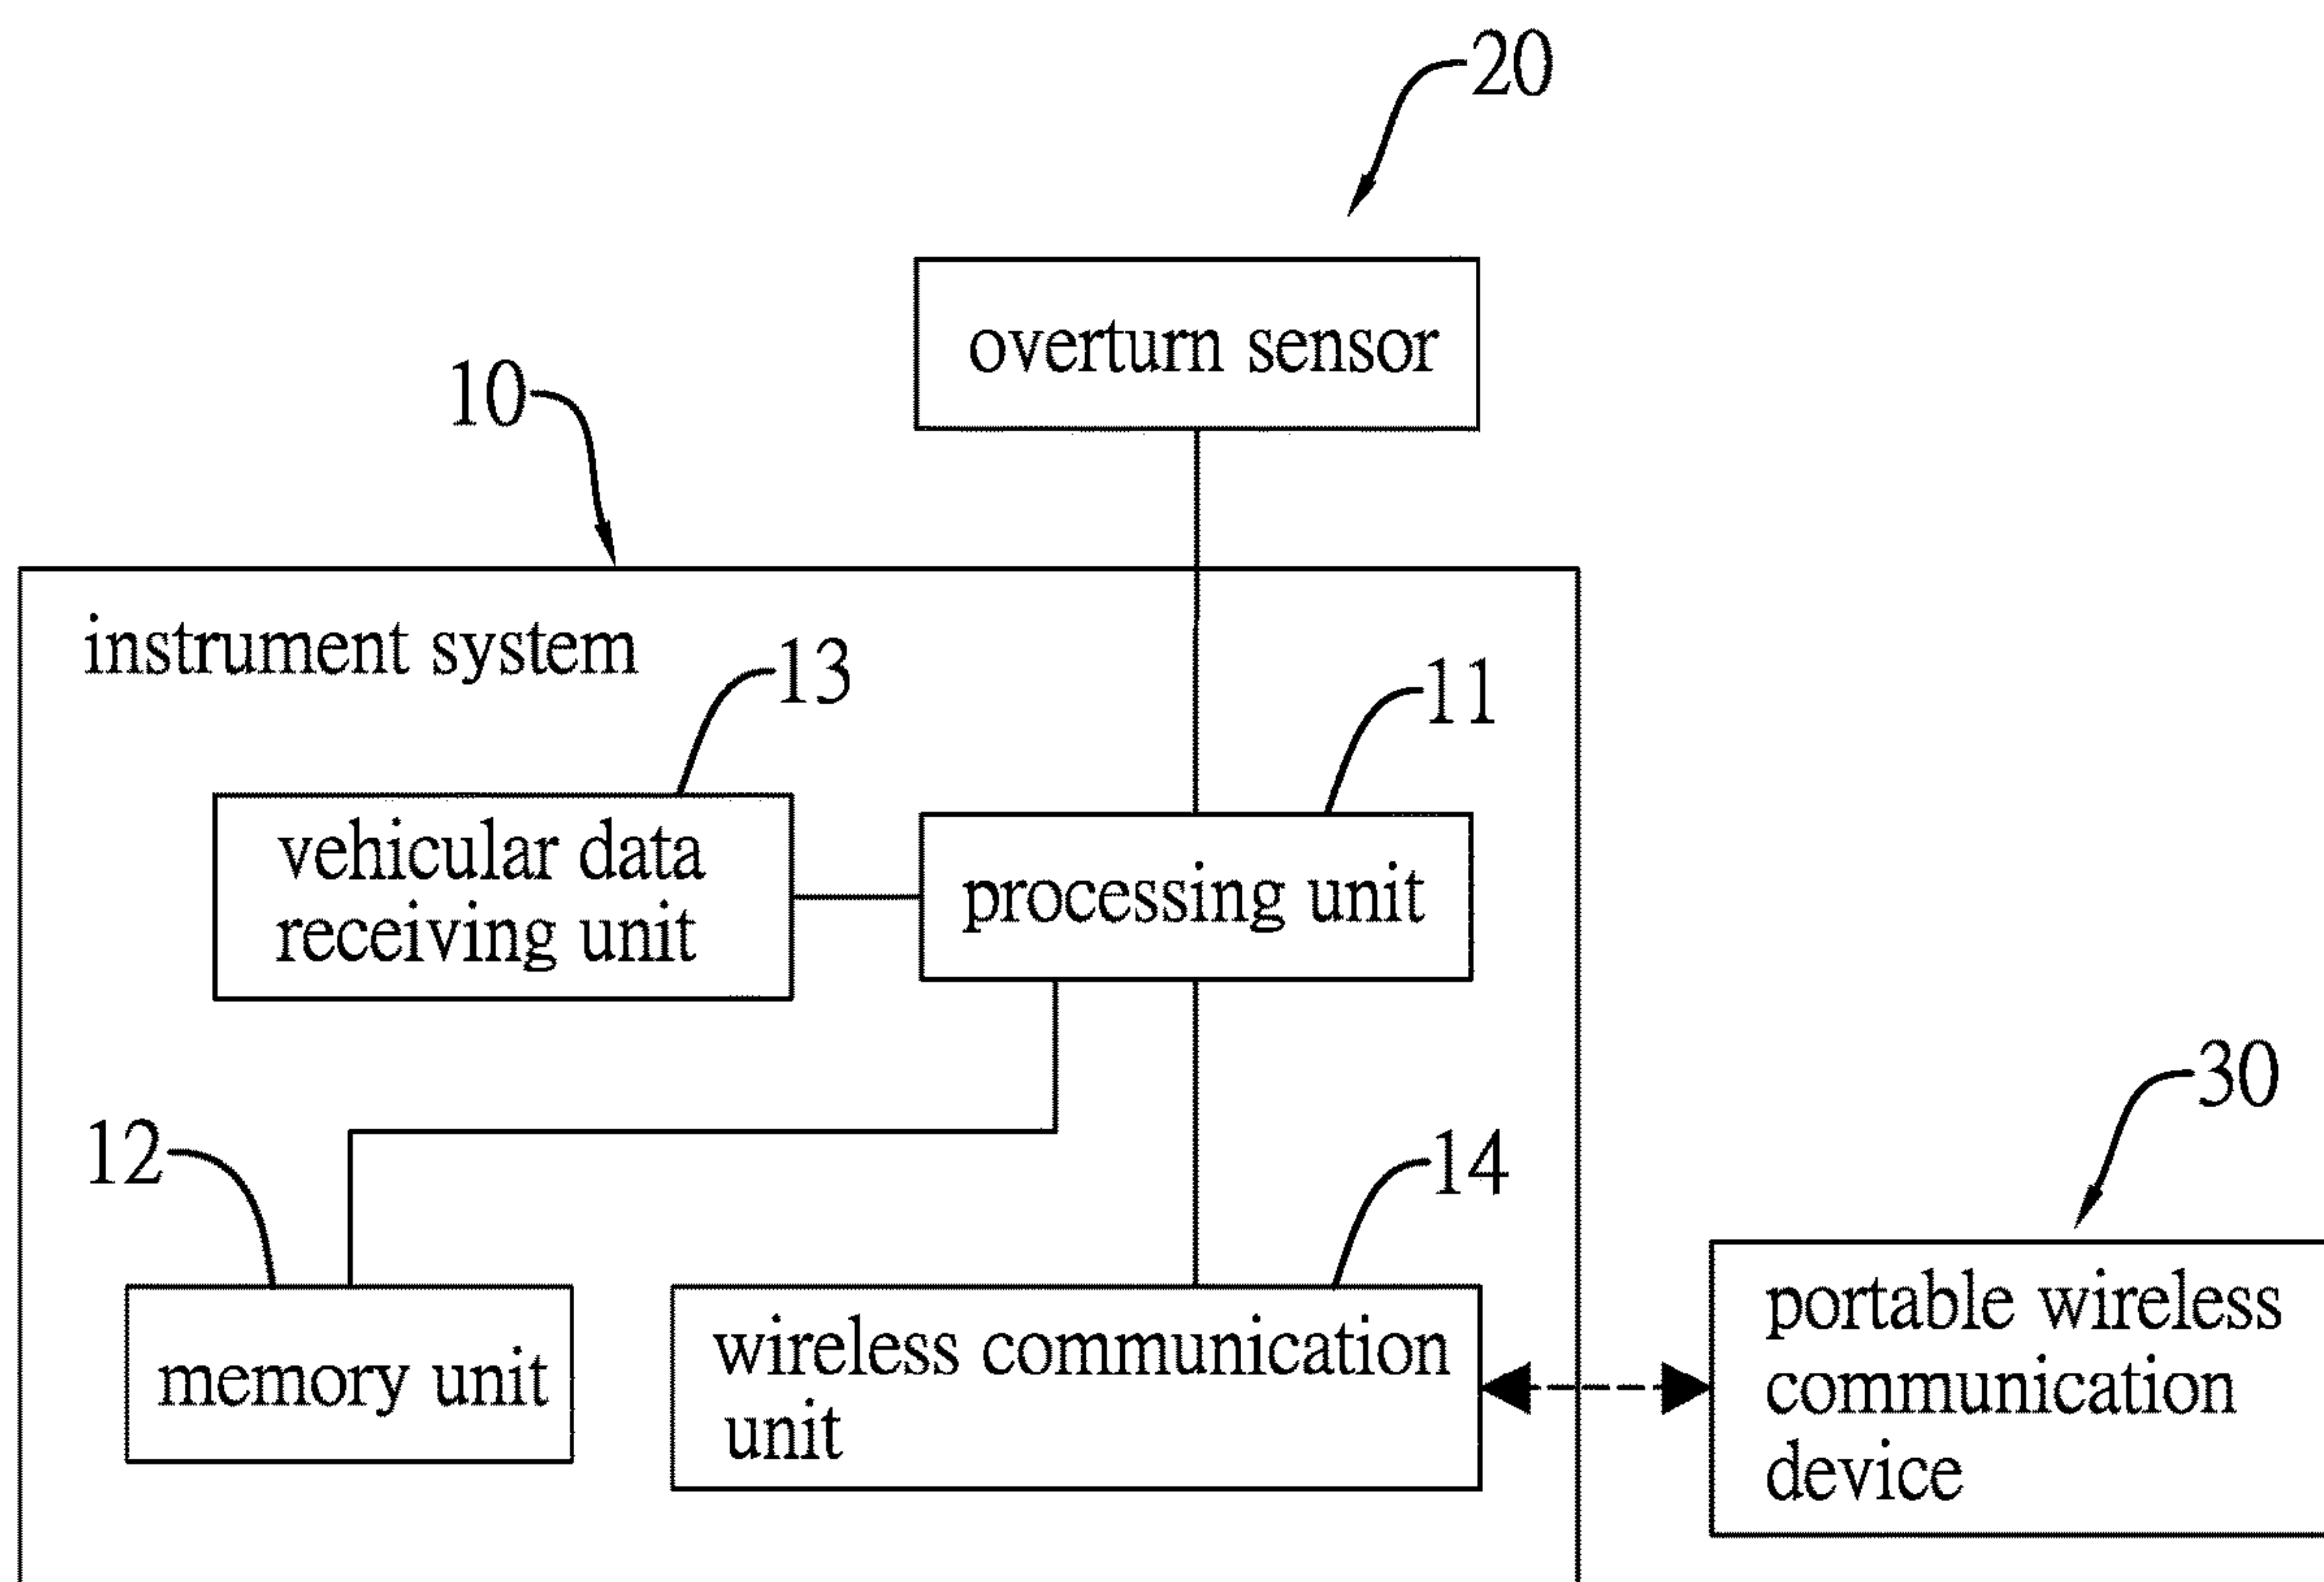 20
overturn sensor
10
instrument system
13
11
vehicular data
receiving unit
processing unit
30
12
14
memory unit
wireless communication
unit
portable wireless
communication
device